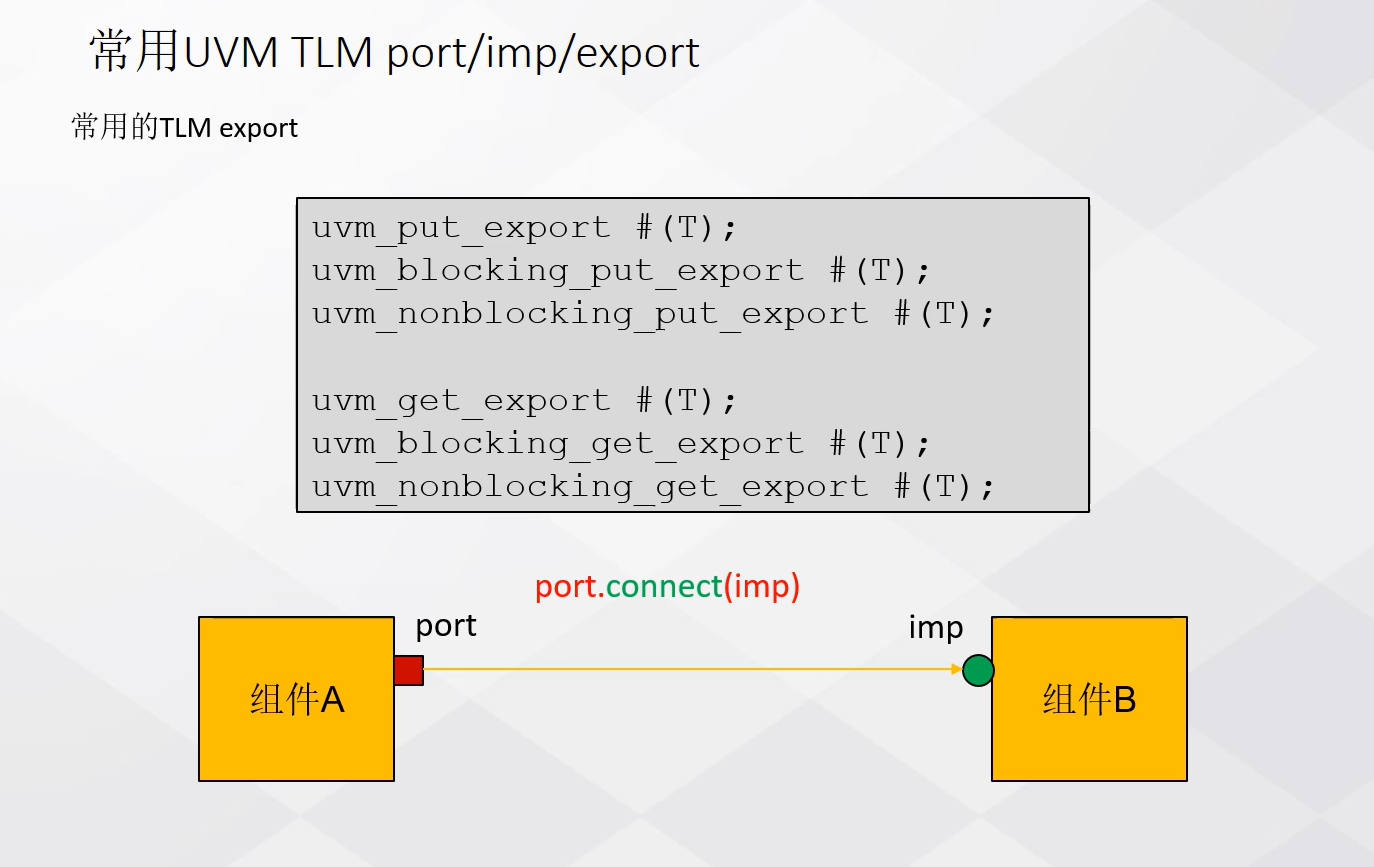 常用UVM TLM port/imp/export
常用的TLM export
uvm_put_export #(T);
uvm_blocking_put_export #(T);
uvm_nonblocking_put_export #(T);
uvm_get_export #(T);
uvm_blocking_get_export #(T);
uvm_nonblocking_get_export #(T);
port.connect(imp)
port
imp
组件A
组件B